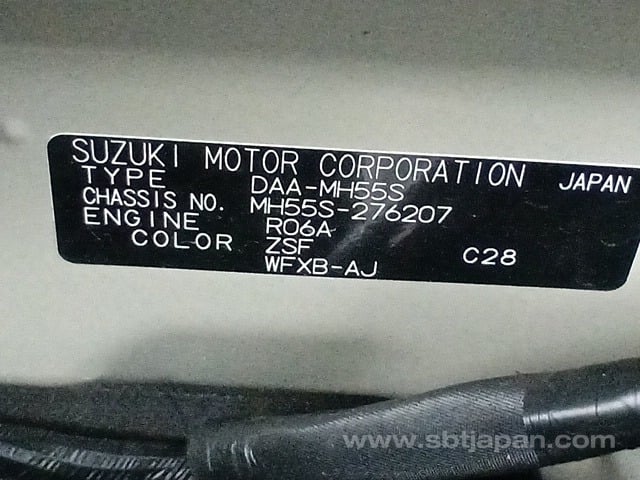 SUZUKI MOTOR CORPORATION JAPAN
TYPE DAA-MH55S
CHASSIS NO. MH55S-276207
ENGINE R06A
COLOR ZSF C28
WFXB-AJ
www.sbtjapan.com